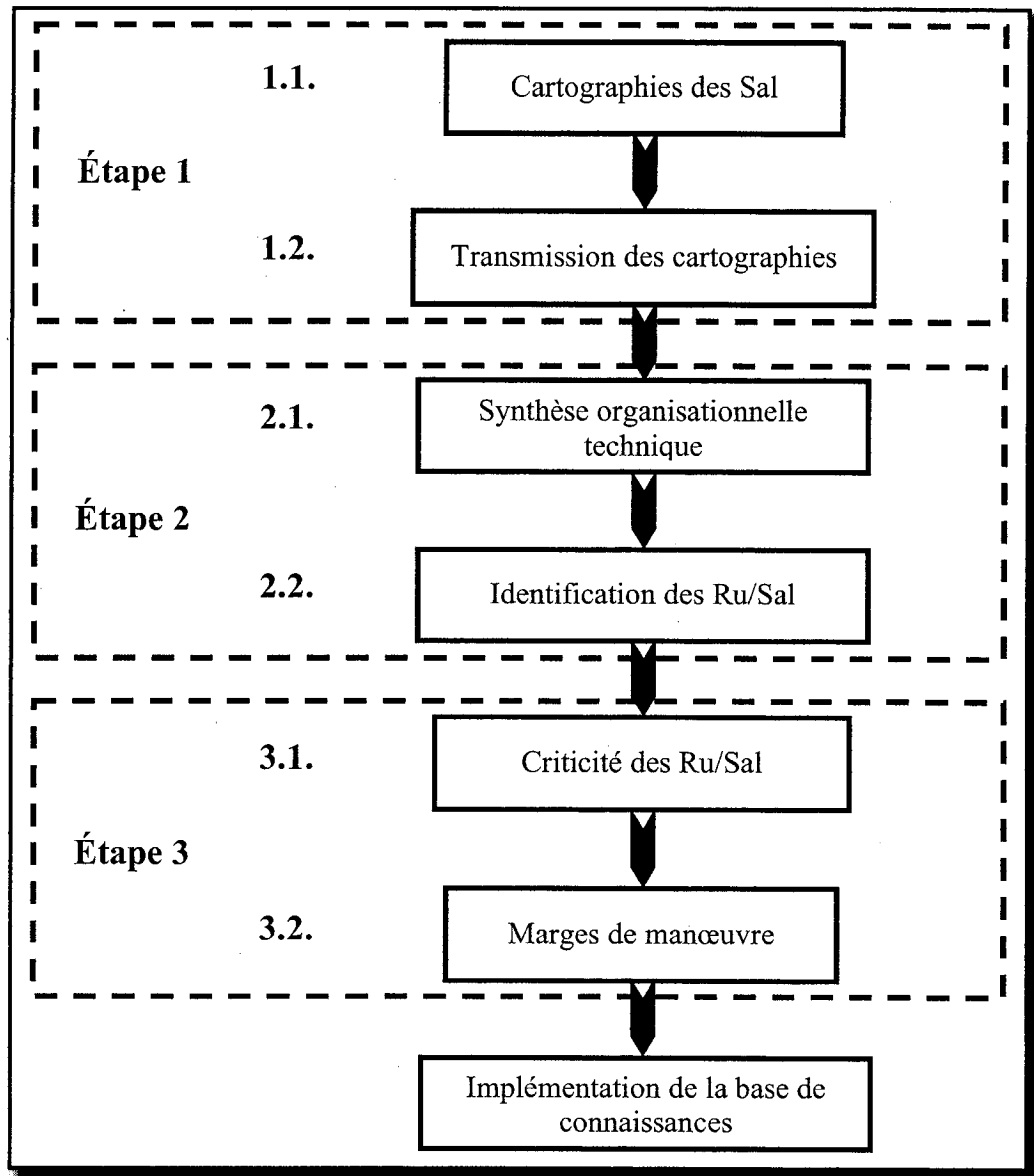 1.1.
Cartographies des Sal
Étape 1
1.2.
Transmission des cartographies
2.1.
Synthèse organisationnelle
technique
Étape 2
2.2.
Identification des Ru/Sal
3.1.
Criticité des Ru/Sal
Étape 3
3.2.
Marges de manœuvre
Implémentation de la base de
connaissances